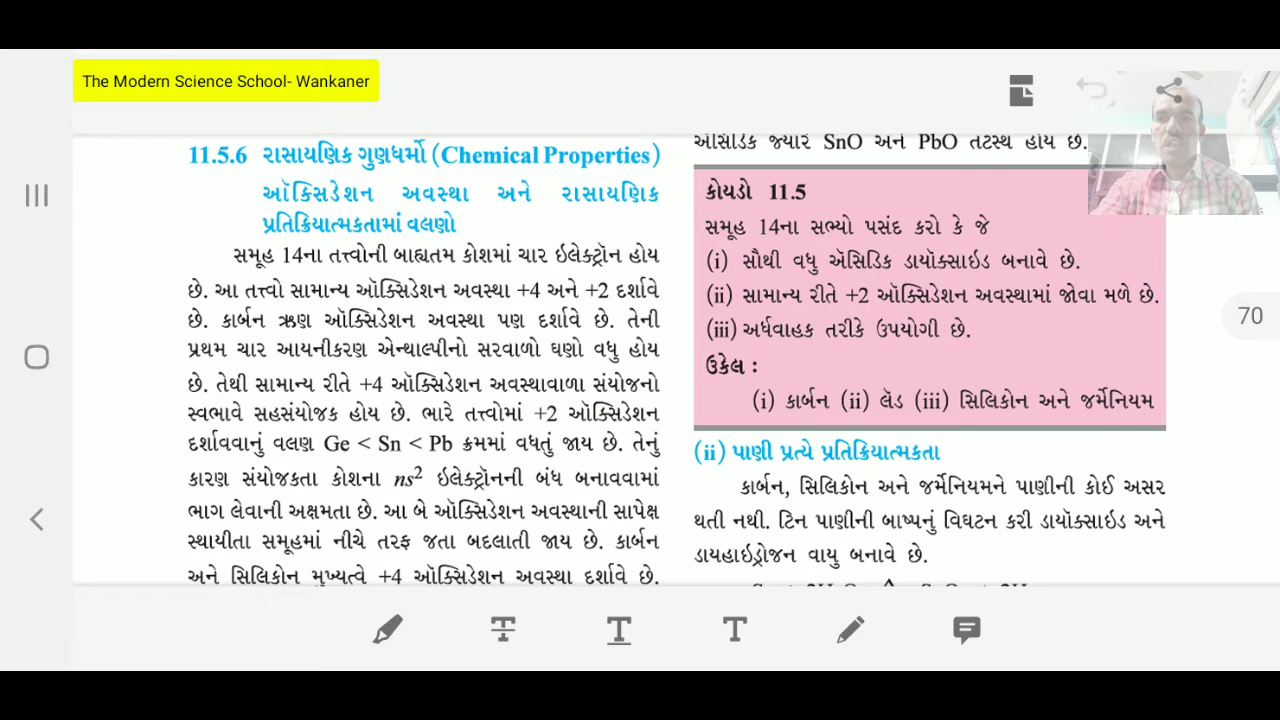 The Modern Science School- Wankaner
11.5.6 રાસાયણિક ગુણધર્મો (Chemical Properties)
ઑક્સિડેશન અવસ્થા અને રાસાયણિક
પ્રતિક્રિયાત્મકતામાં વલણો
સમૂહ 14ના તત્ત્વોની બાહ્યતમ કોશમાં ચાર ઇલેક્ટ્રૉન હોય
છે. આ તત્ત્વો સામાન્ય ઑક્સિડેશન અવસ્થા +4 અને +2 દર્શાવે
છે. કાર્બન ઋણ ઑક્સિડેશન અવસ્થા પણ દર્શાવે છે. તેની
પ્રથમ ચાર આયનીકરણ એન્થાલ્પીનો સરવાળો ઘણો વધુ હોય
છે. તેથી સામાન્ય રીતે +4 ઑક્સિડેશન અવસ્થાવાળા સંયોજનો
સ્વભાવે સહસંયોજક હોય છે. ભારે તત્ત્વોમાં +2 ઑક્સિડેશન
દર્શાવવાનું વલણ Ge < Sn < Pb ક્રમમાં વધતું જાય છે. તેનું
કારણ સંયોજકતા કોશના ns² ઇલેક્ટ્રૉનની બંધ બનાવવામાં
ભાગ લેવાની અક્ષમતા છે. આ બે ઑક્સિડેશન અવસ્થાની સાપેક્ષ
સ્થાયીતા સમૂહમાં નીચે તરફ જતા બદલાતી જાય છે. કાર્બન
અને સિલિકોન મુખ્યત્વે +4 ઑક્સિડેશન અવસ્થા દર્શાવે છે.
ઍસિડિક જ્યારે SnO અને PbO તટસ્થ હોય છે.
કોયડો 11.5
સમૂહ 14ના સભ્યો પસંદ કરો કે જે
(i) સૌથી વધુ ઍસિડિક ડાયૉક્સાઇડ બનાવે છે.
(ii) સામાન્ય રીતે +2 ઑક્સિડેશન અવસ્થામાં જોવા મળે છે.
(iii) અર્ધવાહક તરીકે ઉપયોગી છે.
ઉકેલ :
(i) કાર્બન (ii) લૅડ (iii) સિલિકોન અને જર્મેનિયમ
(ii) પાણી પ્રત્યે પ્રતિક્રિયાત્મકતા
કાર્બન, સિલિકોન અને જર્મેનિયમને પાણીની કોઈ અસર
થતી નથી. ટિન પાણીની બાષ્પનું વિઘટન કરી ડાયૉક્સાઇડ અને
ડાયહાઇડ્રોજન વાયુ બનાવે છે.
70